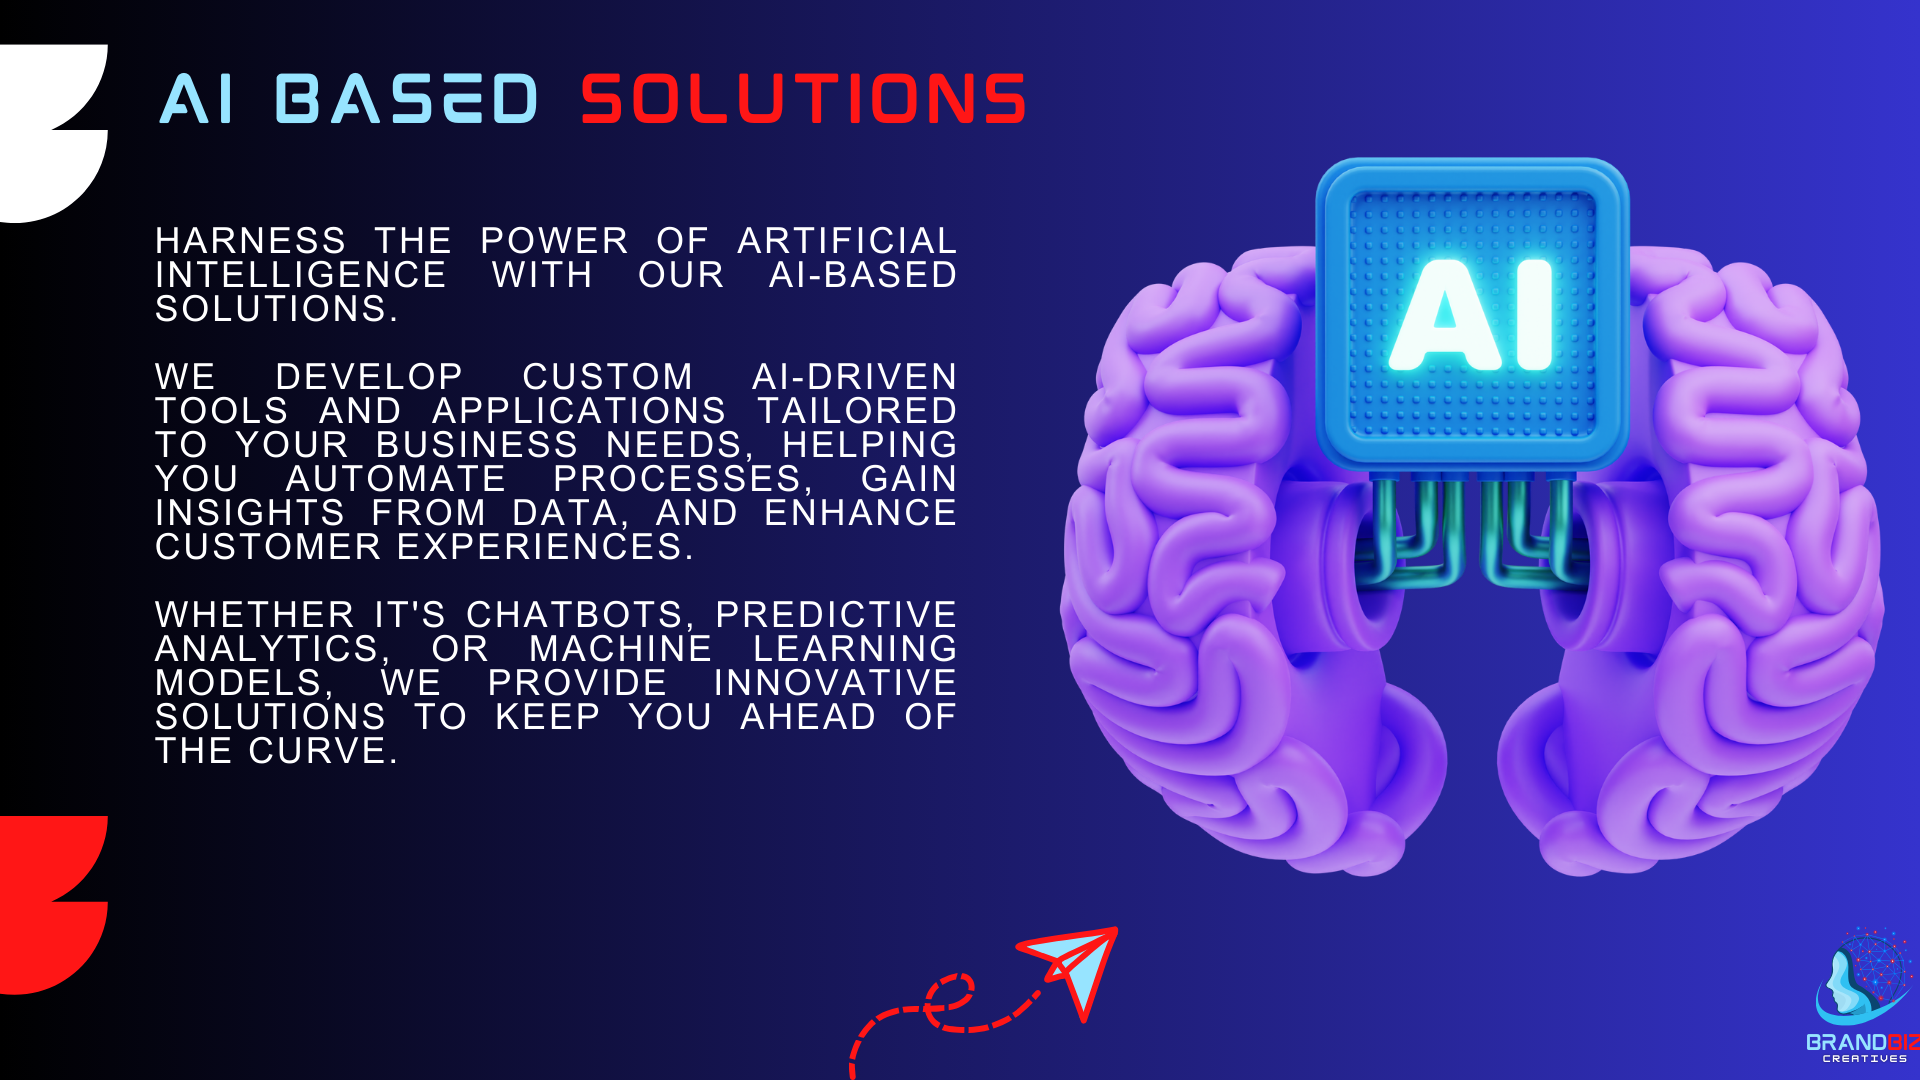 AI BASED SOLUTIONS
HARNESS THE POWER OF ARTIFICIAL
INTELLIGENCE WITH OUR AI-BASED
SOLUTIONS.
WE DEVELOP CUSTOM AI-DRIVEN
TOOLS AND APPLICATIONS TAILORED
TO YOUR BUSINESS NEEDS, HELPING
YOU AUTOMATE PROCESSES, GAIN
INSIGHTS FROM DATA, AND ENHANCE
CUSTOMER EXPERIENCES.
WHETHER IT'S CHATBOTS, PREDICTIVE
ANALYTICS, OR MACHINE LEARNING
MODELS, WE PROVIDE INNOVATIVE
SOLUTIONS TO KEEP YOU AHEAD OF
THE CURVE.
AI
BRANDBIZ
CREATIVES